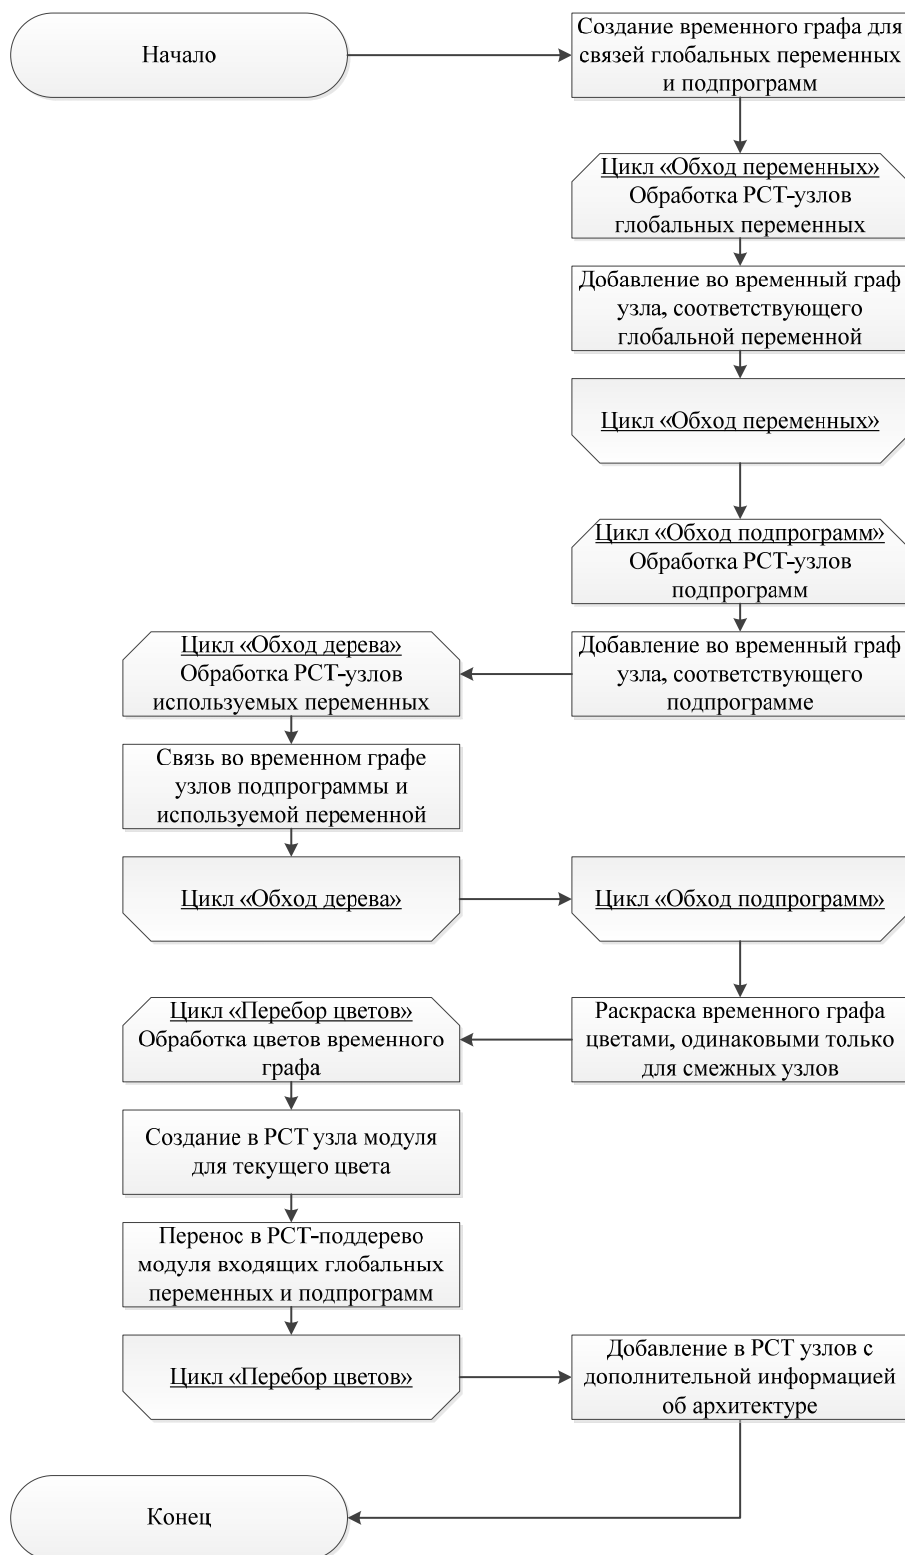 Начало
Создание временного графа для
связей глобальных переменных
и подпрограмм
Цикл «Обход переменных»
Обработка РСТ-узлов
глобальных переменных
Добавление во временный граф
узла, соответствующего
глобальной переменной
Цикл «Обход переменных»
Цикл «Обход подпрограмм»
Обработка РСТ-узлов
подпрограмм
Добавление во временный граф
узла, соответствующего
подпрограмме
Цикл «Обход дерева»
Обработка РСТ-узлов
используемых переменных
Связь во временном графе
узлов подпрограммы и
используемой переменной
Цикл «Обход дерева»
Цикл «Обход подпрограмм»
Раскраска временного графа
цветами, одинаковыми только
для смежных узлов
Цикл «Перебор цветов»
Обработка цветов временного
графа
Создание в РСТ узла модуля
для текущего цвета
Перенос в РСТ-поддерево
модуля входящих глобальных
переменных и подпрограмм
Цикл «Перебор цветов»
Добавление в РСТ узлов с
дополнительной информацией
об архитектуре
Конец